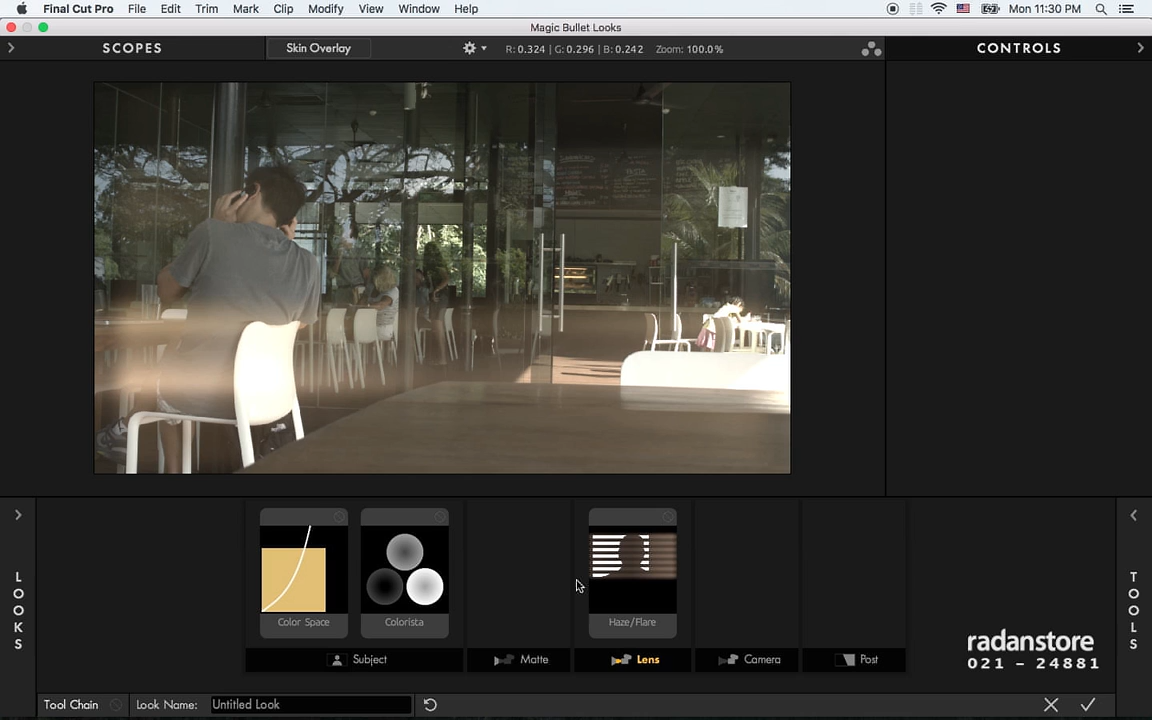 Final Cut Pro File Edit Trim Mark Clip Modify View Window Help Mon 11:30 PM
Magic Bullet Looks
SCOPES Skin Overlay R: 0.324 | G: 0.296 | B: 0.242 Zoom: 100.0% CONTROLS
Color Space Colorista Haze/Flare
Subject Matte Lens Camera Post
LOOKS
TOOLS
radanstore
021 - 24881
Tool Chain Look Name: Untitled Look